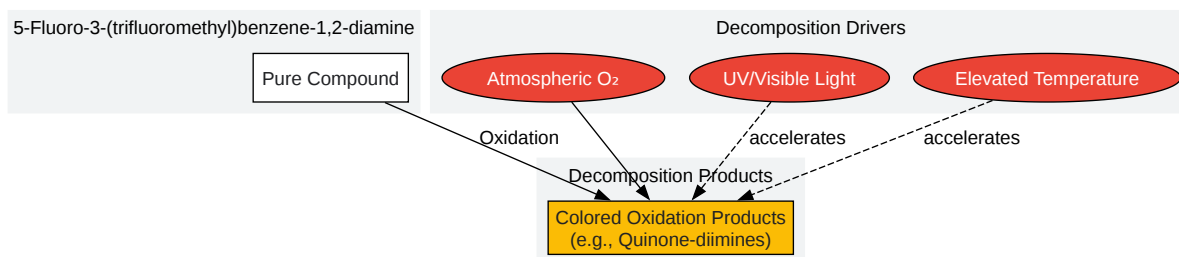 5-Fluoro-3-(trifluoromethyl)benzene-1,2-diamine
Decomposition Drivers
Pure Compound
Atmospheric O₂
UV/Visible Light
Elevated Temperature
Oxidation
accelerates
accelerates
Decomposition Products
Colored Oxidation Products
(e.g., Quinone-diimines)